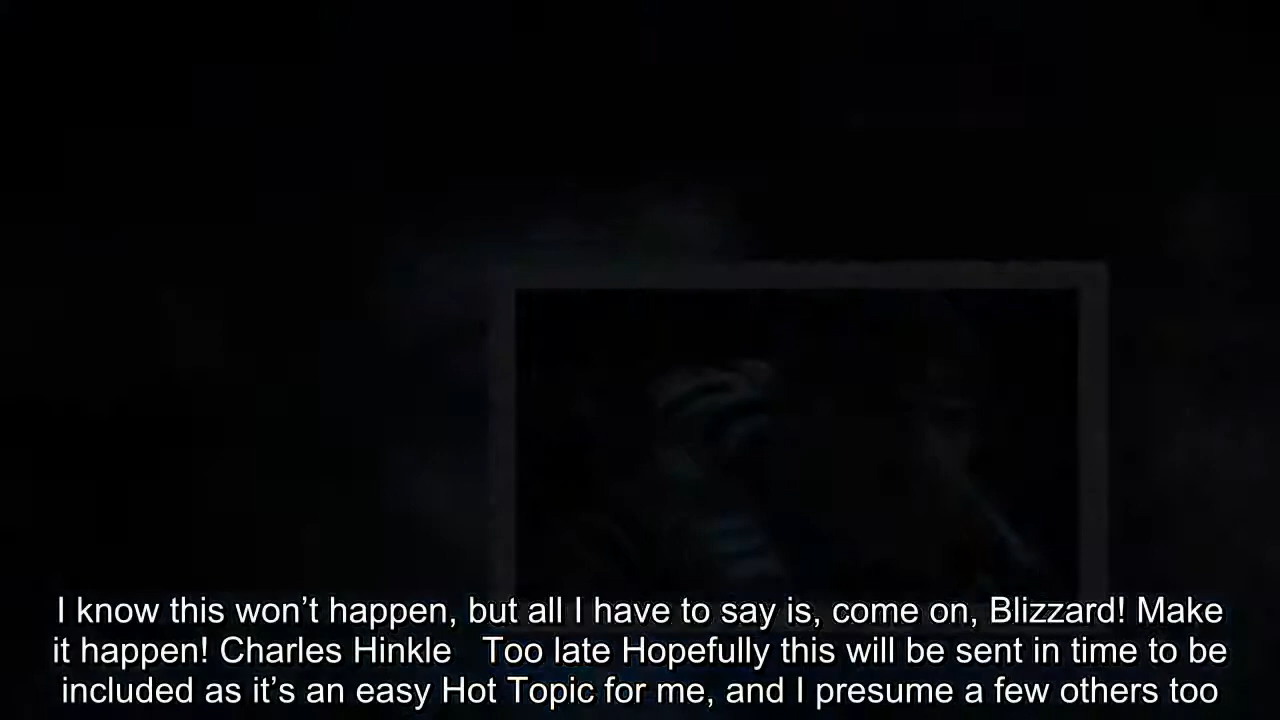 I know this won’t happen, but all I have to say is, come on, Blizzard! Make
it happen! Charles Hinkle   Too late Hopefully this will be sent in time to be
included as it’s an easy Hot Topic for me, and I presume a few others too